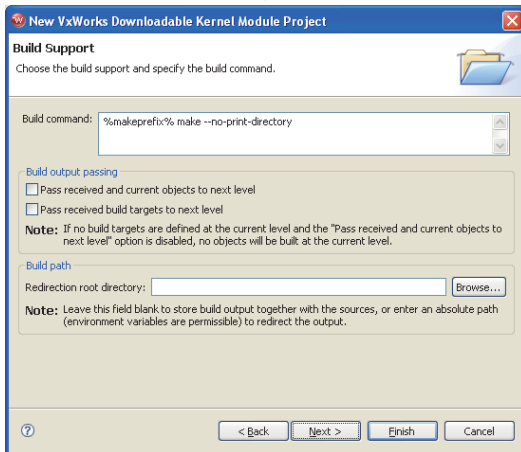 New VxWorks Downloadable Kernel Module Project
Build Support
Choose the build support and specify the build command.
Build command: %makeprefix% make --no-print-directory
Build output passing
Pass received and current objects to next level
Pass received build targets to next level
Note: If no build targets are defined at the current level and the "Pass received and current objects to
next level" option is disabled, no objects will be built at the current level.
Build path
Redirection root directory: Browse...
Note: Leave this field blank to store build output together with the sources, or enter an absolute path
(environment variables are permissible) to redirect the output.
? < Back Next > Finish Cancel